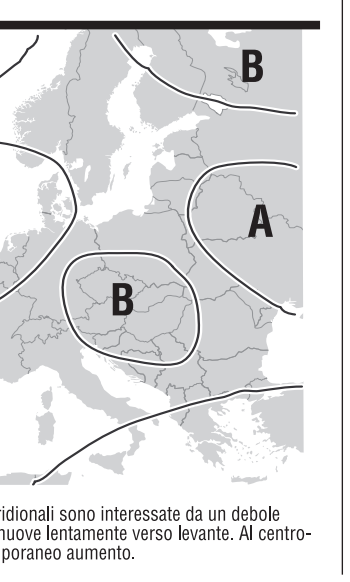 B
A
B
ridionali sono interessate da un debole
nuove lentamente verso levante. Al centro-
poraneo aumento.